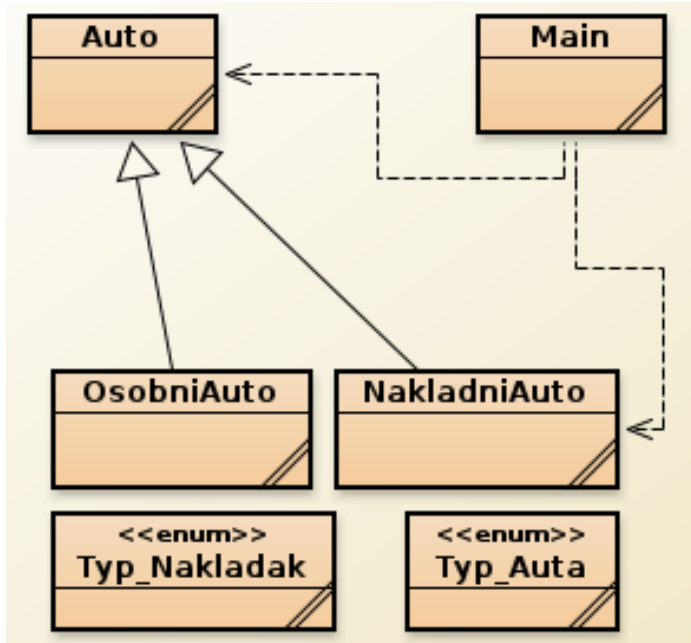 Auto
Main
OsobniAuto
NakladniAuto
<<enum>>
Typ_Nakladak
<<enum>>
Typ_Auta